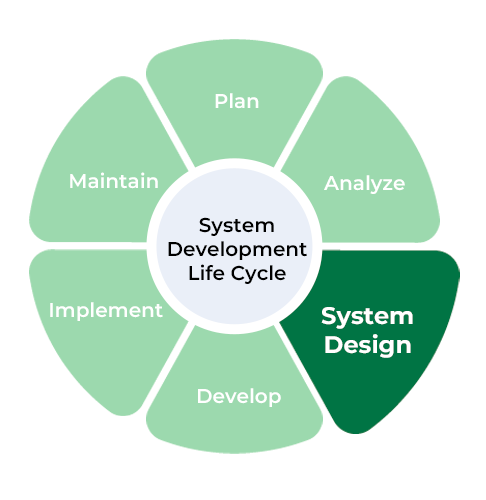 Plan
Analyze
System
Design
Develop
Implement
Maintain
System
Development
Life Cycle